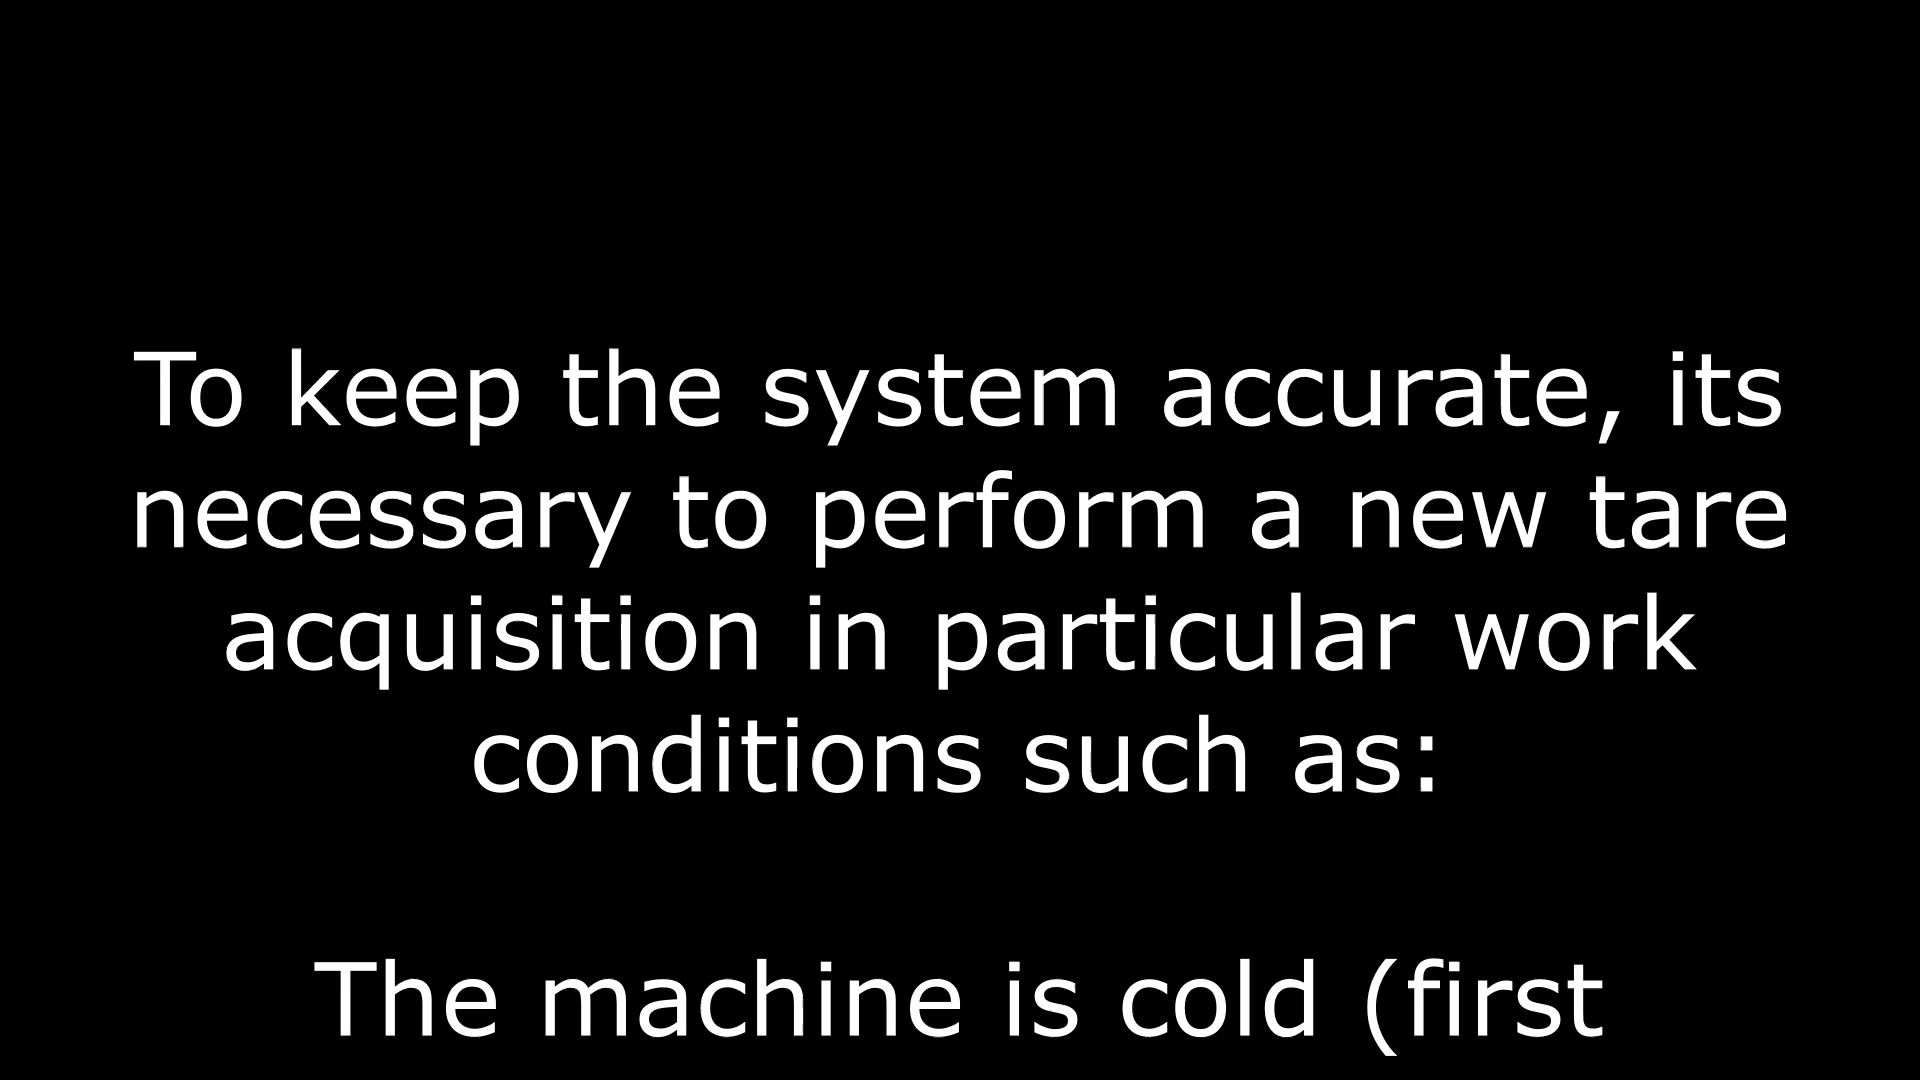 To keep the system accurate, its
necessary to perform a new tare
acquisition in particular work
conditions such as:
The machine is cold (first